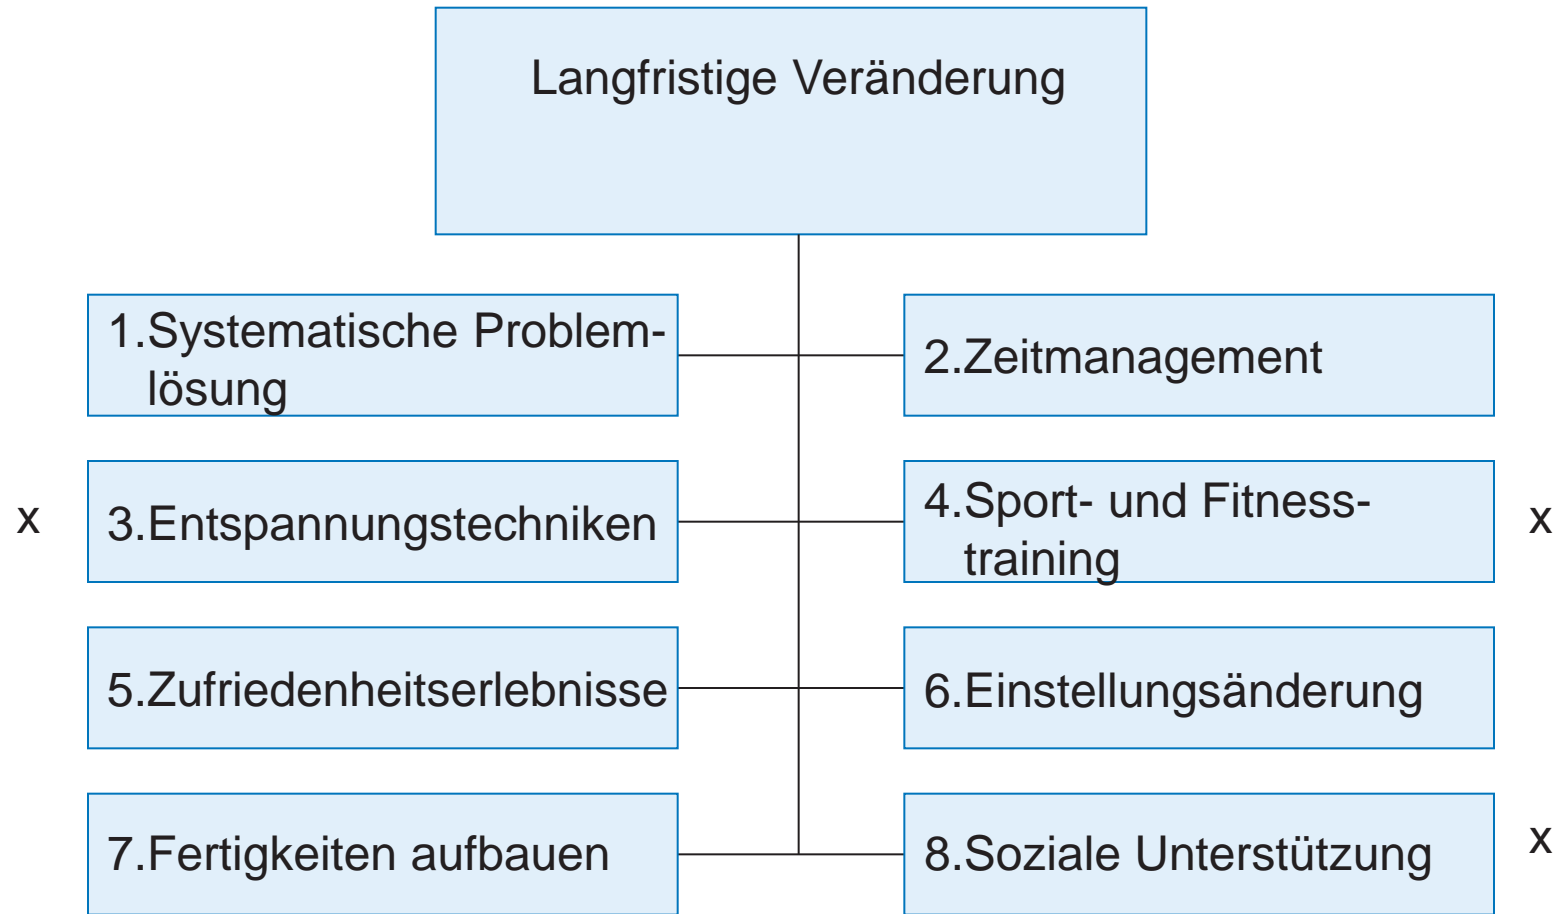 Langfristige Veränderung
1.Systematische Problem-
lösung
2.Zeitmanagement
x
3.Entspannungstechniken
4.Sport- und Fitness-
training
x
5.Zufriedenheitserlebnisse
6.Einstellungsänderung
7.Fertigkeiten aufbauen
8.Soziale Unterstützung
x